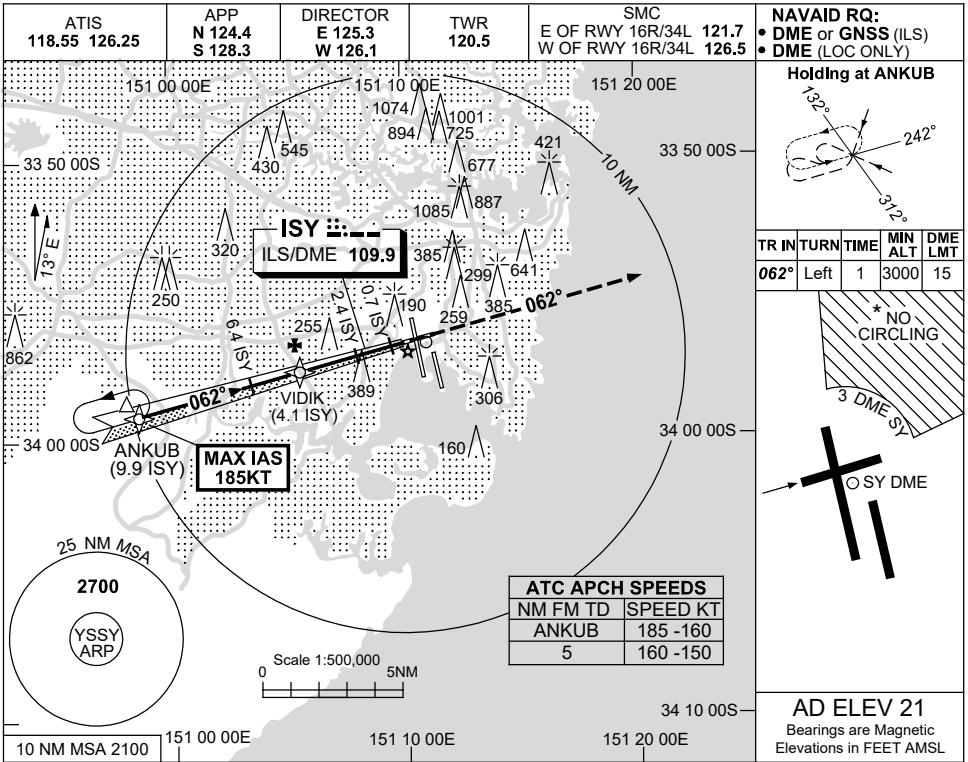 ATIS
118.55 126.25
APP
N 124.4
S 128.3
DIRECTOR
E 125.3
W 126.1
TWR
120.5
SMC
E OF RWY 16R/34L 121.7
W OF RWY 16R/34L 126.5
NAVAID RQ:
• DME or GNSS (ILS)
• DME (LOC ONLY)
151 00 00E
151 10 00E
151 20 00E
33 50 00S
33 50 00S
1074
1001
894
725
545
430
677
421
10 NM
887
1085
13° E
320
ISY
ILS/DME 109.9
385
299
641
250
385
259
190
0.7 ISY
2.4 ISY
255
6.4 ISY
862
062°
062°
VIDIK
(4.1 ISY)
389
306
160
34 00 00S
34 00 00S
ANKUB
(9.9 ISY)
MAX IAS
185KT
25 NM MSA
2700
YSSY
ARP
Scale 1:500,000
0
5NM
ATC APCH SPEEDS
NM FM TD SPEED KT
ANKUB 185 -160
5 160 -150
34 10 00S
10 NM MSA 2100
151 00 00E
151 10 00E
151 20 00E
Holding at ANKUB
132°
242°
312°
TR IN TURN TIME MIN ALT DME LMT
062° Left 1 3000 15
* NO
CIRCLING
3 DME SY
SY DME
AD ELEV 21
Bearings are Magnetic
Elevations in FEET AMSL